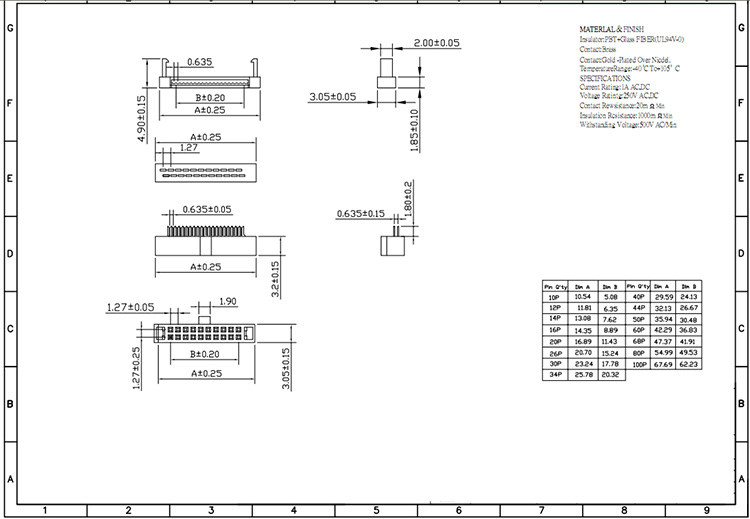 G
G
F
F
E
E
D
D
C
C
B
B
A
A
MATERLAL & FINISH
Insulator:PBT+Glass FIBER(UL94V-0)
Contact:Brass
Contact:Gold -Plated Over Nickel.
TemperatureRange:-40℃To+105° C
SPECIFICATIONS
Current Rating:1A AC,DC
Voltage Ratintg:250V AC,DC
Contact Rewsistance:20m Ω Min
Insulation Resistance:1000m Ω Min
Withstanding Voltage:500V AC/Min
0.635
B±0.20
A±0.25
4.90±0.15
2.00±0.05
3.05±0.05
1.85±0.10
A±0.25
1.27
0.635±0.05
A±0.25
3.2±0.15
0.635±0.15
1.80±0.2
1.27±0.05
1.90
B±0.20
A±0.25
1.27±0.25
3.05±0.15
Pin Q'ty Dim A Dim B Pin Q'ty Dim A Dim B
10P 10.54 5.08 40P 29.59 24.13
12P 11.81 6.35 44P 32.13 26.67
14P 13.08 7.62 50P 35.94 30.48
16P 14.35 8.89 60P 42.29 36.83
20P 16.89 11.43 68P 47.37 41.91
26P 20.70 15.24 80P 54.99 49.53
30P 23.24 17.78 100P 67.69 62.23
34P 25.78 20.32
1 2 3 4 5 6 7 8 9